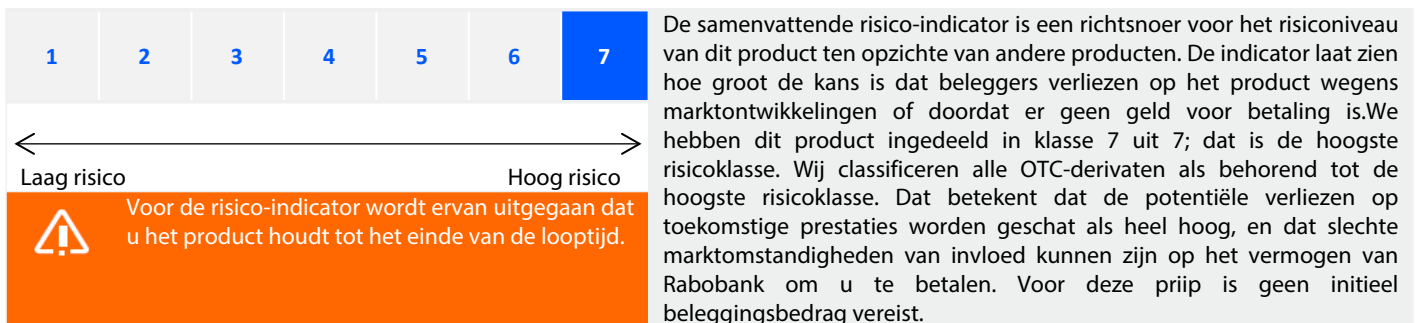 1 2 3 4 5 6 7
Laag risico Hoog risico
Voor de risico-indicator wordt ervan uitgegaan dat
u het product houdt tot het einde van de looptijd.
De samenvattende risico-indicator is een richtsnoer voor het risiconiveau
van dit product ten opzichte van andere producten. De indicator laat zien
hoe groot de kans is dat beleggers verliezen op het product wegens
marktontwikkelingen of doordat er geen geld voor betaling is.We
hebben dit product ingedeeld in klasse 7 uit 7; dat is de hoogste
risicoklasse. Wij classificeren alle OTC-derivaten als behorend tot de
hoogste risicoklasse. Dat betekent dat de potentiële verliezen op
toekomstige prestaties worden geschat als heel hoog, en dat slechte
marktomstandigheden van invloed kunnen zijn op het vermogen van
Rabobank om u te betalen. Voor deze priip is geen initieel
beleggingsbedrag vereist.